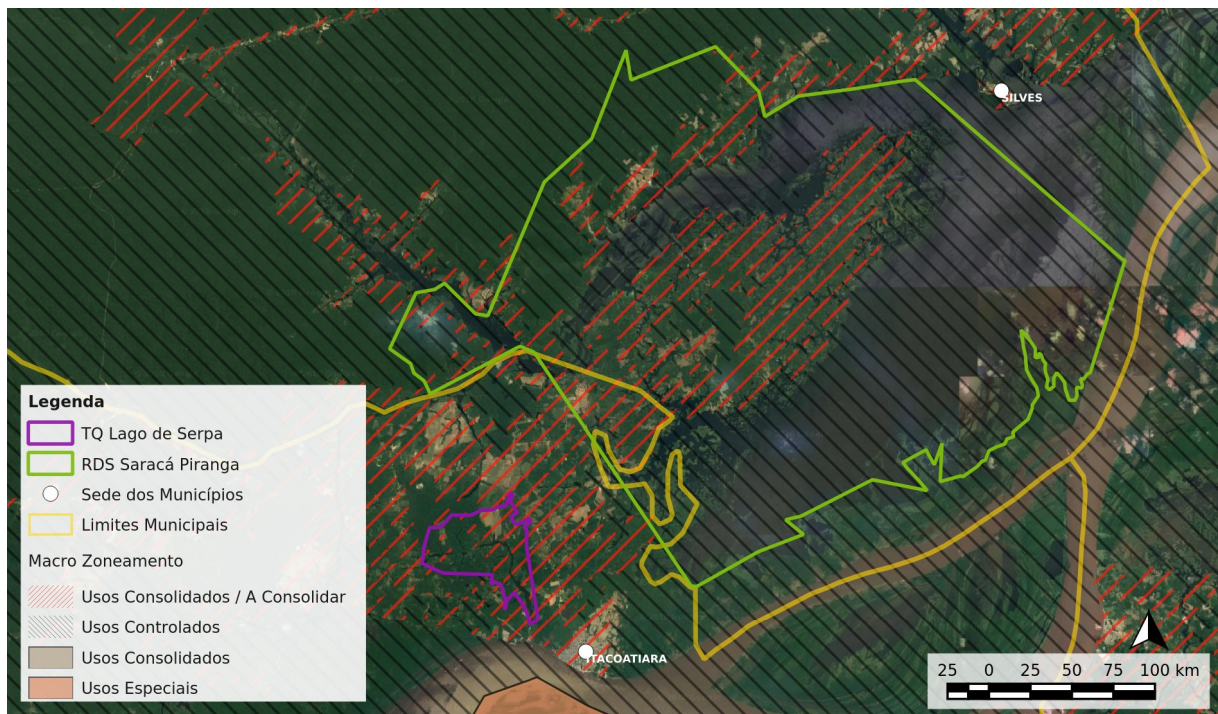 SILVES
Legenda
TQ Lago de Serpa
RDS Saracá Piranga
Sede dos Municípios
Limites Municipais
Macro Zoneamento
Usos Consolidados / A Consolidar
Usos Controlados
Usos Consolidados
Usos Especiais
ITACOATIARA
25 0 25 50 75 100 km